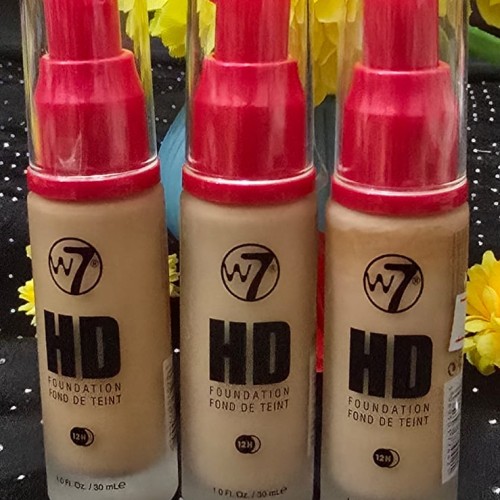 W7®
HD
FOUNDATION
FOND DE TEINT
12H
1.0 FL. Oz. / 30 mL e
W7®
HD
FOUNDATION
FOND DE TEINT
12H
1.0 FL. Oz. / 30 mL e
W7®
HD
FOUNDATION
FOND DE TEINT
12H